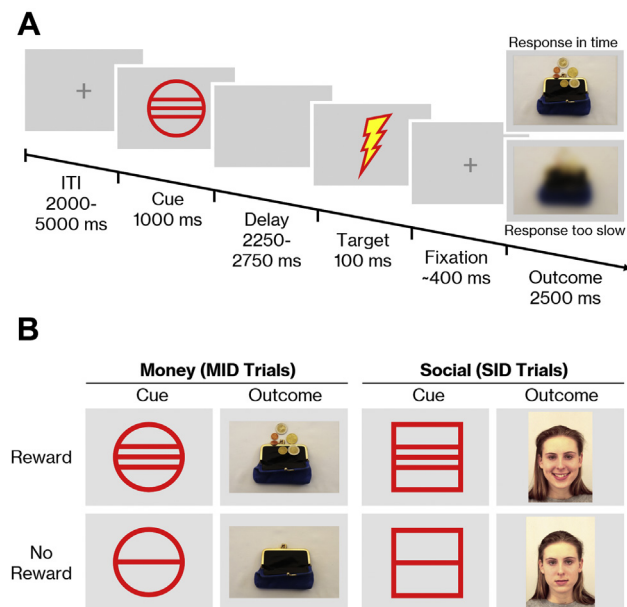 A
Response in time
ITI
2000-
5000 ms
Cue
1000 ms
Delay
2250-
2750 ms
Target
100 ms
Fixation
~400 ms
Response too slow
Outcome
2500 ms
B
Money (MID Trials)
Social (SID Trials)
Cue
Outcome
Cue
Outcome
Reward
No
Reward